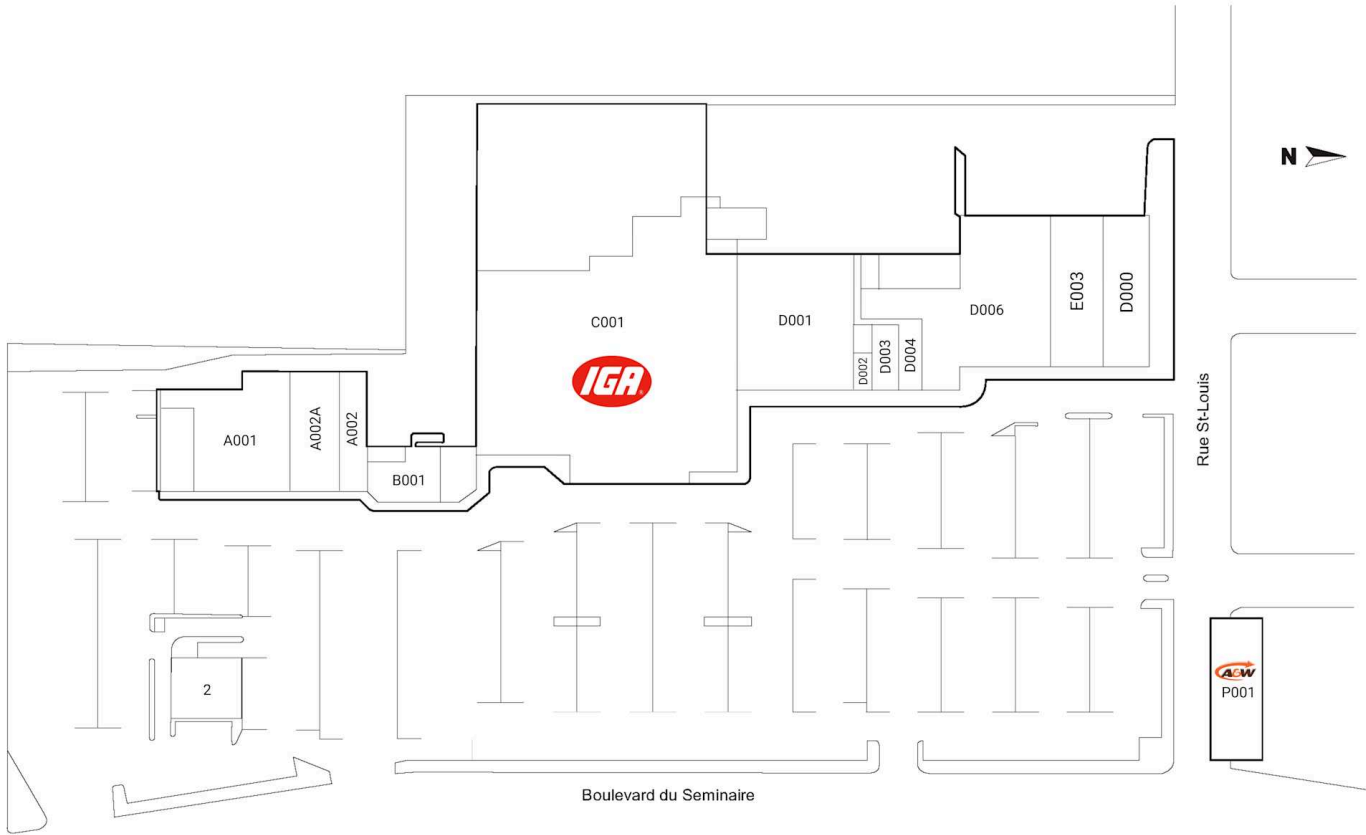 N
C001
IGA
D001
D002
D003
D004
D006
E003
D000
A001
A002A
A002
B001
Rue St-Louis
2
A&W
P001
Boulevard du Seminaire